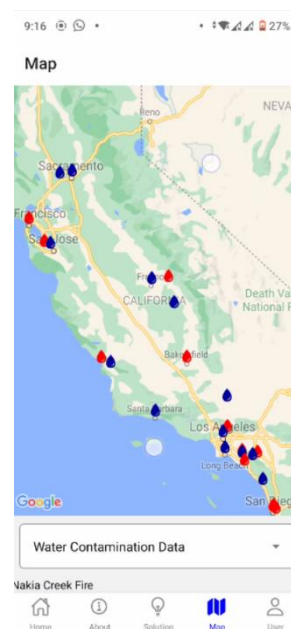 9:16
27%
Map
Reno
NEVA
Sacramento
Francisco
San Jose
Fresno
CALIFORNIA
Death Va
National P
Bakersfield
Santa Barbara
Los Angeles
Long Beach
San Dieg
Google
Water Contamination Data
Nakia Creek Fire
Home About Solution Map User